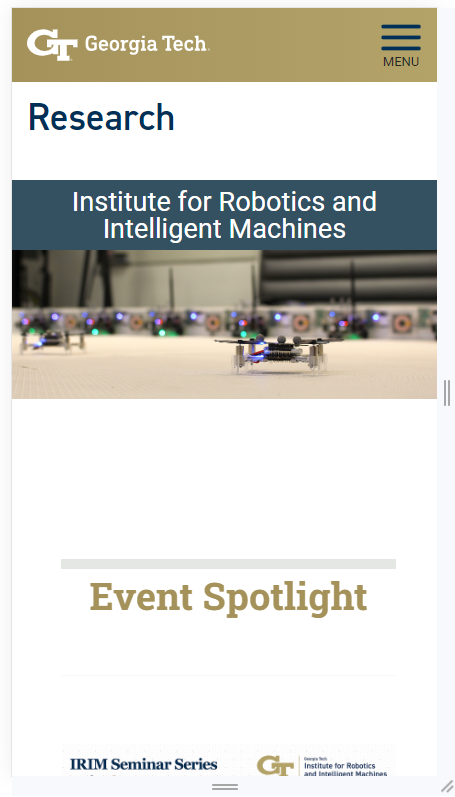 GT Georgia Tech.
MENU
Research
Institute for Robotics and
Intelligent Machines
Event Spotlight
IRIM Seminar Series
GT
Georgia Tech
Institute for Robotics
and Intelligent Machines